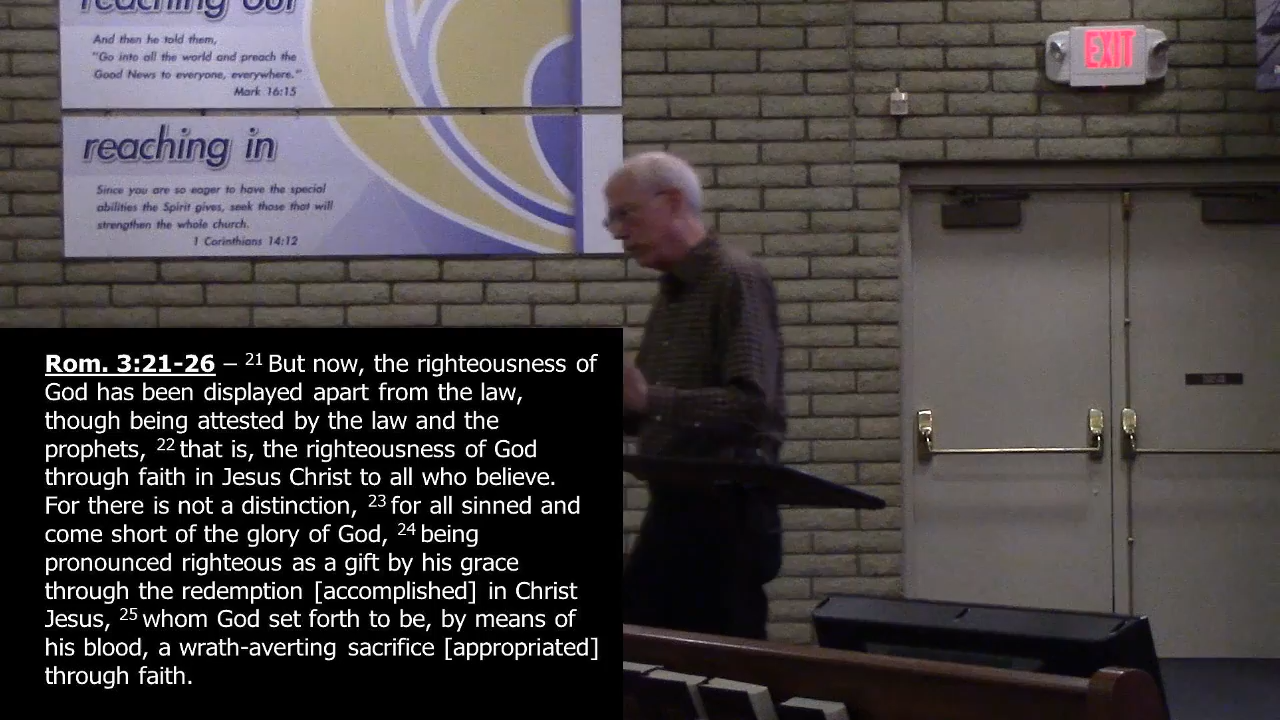 reaching out
And then he told them,
"Go into all the world and preach the
Good News to everyone, everywhere."
Mark 16:15
reaching in
Since you are so eager to have the special
abilities the Spirit gives, seek those that will
strengthen the whole church.
1 Corinthians 14:12
EXIT
Rom. 3:21-26 – 21 But now, the righteousness of
God has been displayed apart from the law,
though being attested by the law and the
prophets, 22 that is, the righteousness of God
through faith in Jesus Christ to all who believe.
For there is not a distinction, 23 for all sinned and
come short of the glory of God, 24 being
pronounced righteous as a gift by his grace
through the redemption [accomplished] in Christ
Jesus, 25 whom God set forth to be, by means of
his blood, a wrath-averting sacrifice [appropriated]
through faith.